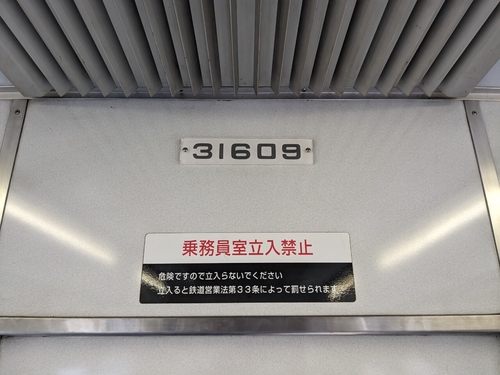 31609
乗務員室立入禁止
危険ですので立入らないでください
立入ると鉄道営業法第33条によって罰せられます